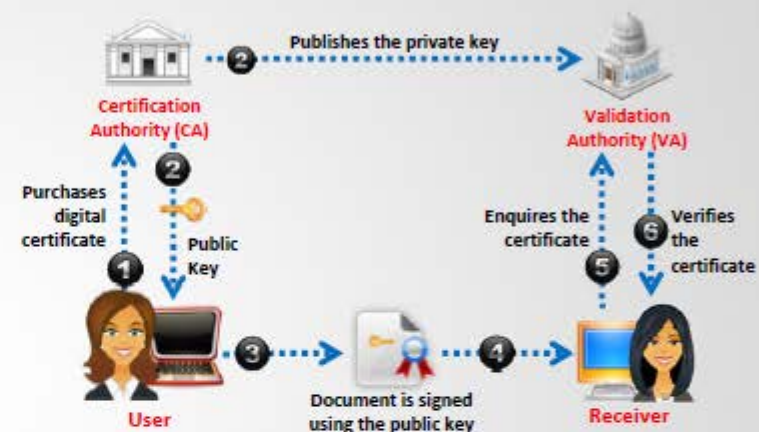 2
Publishes the private key
Certification
Authority (CA)
Validation
Authority (VA)
2
Purchases
digital
certificate
Public
Key
1
Enquires the
certificate
5
6
Verifies
the
certificate
3
4
Document is signed
using the public key
User
Receiver